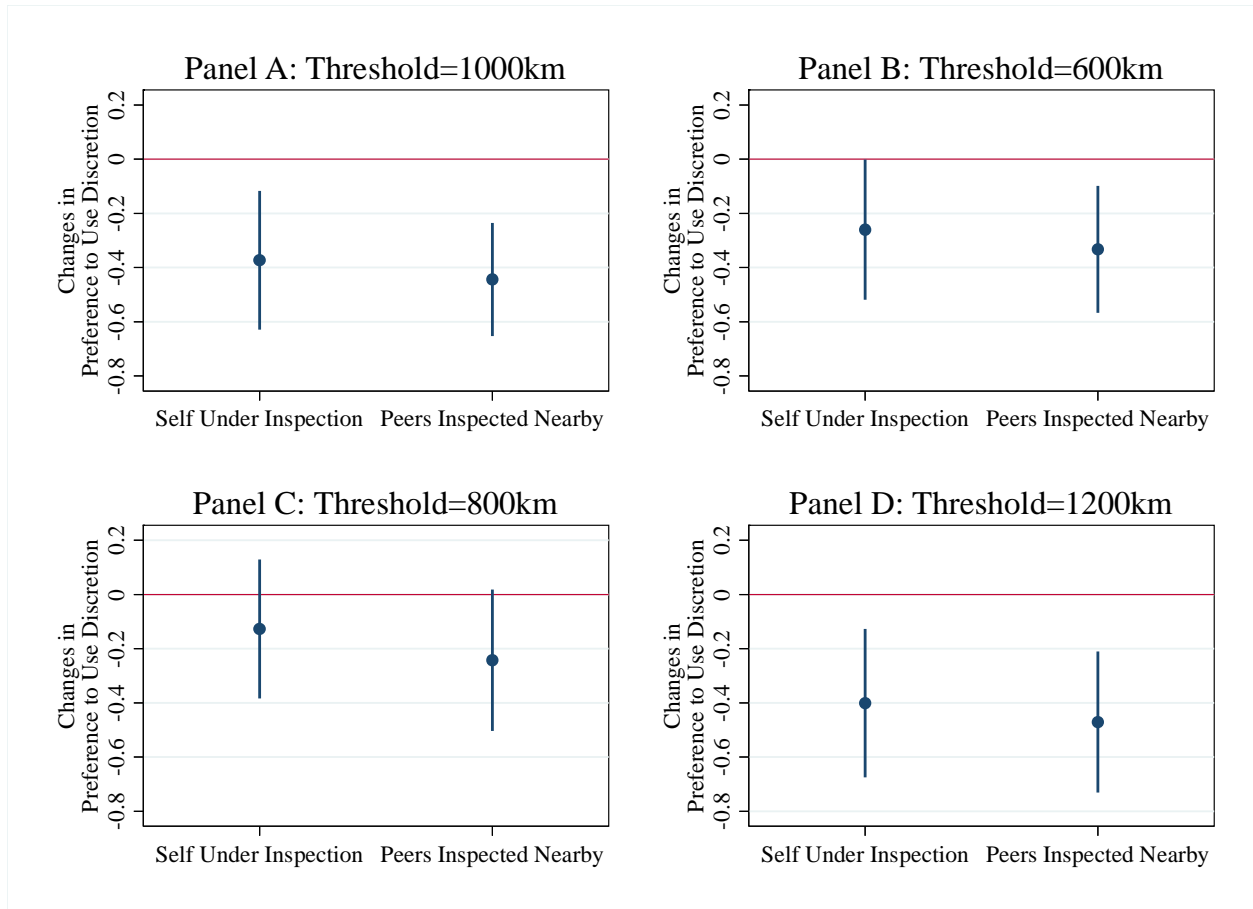 Panel A: Threshold=1000km
Changes in
Preference to Use Discretion
0.2
0
-0.2
-0.4
-0.6
-0.8
Self Under Inspection
Peers Inspected Nearby
Panel B: Threshold=600km
Changes in
Preference to Use Discretion
0.2
0
-0.2
-0.4
-0.6
-0.8
Self Under Inspection
Peers Inspected Nearby
Panel C: Threshold=800km
Changes in
Preference to Use Discretion
0.2
0
-0.2
-0.4
-0.6
-0.8
Self Under Inspection
Peers Inspected Nearby
Panel D: Threshold=1200km
Changes in
Preference to Use Discretion
0.2
0
-0.2
-0.4
-0.6
-0.8
Self Under Inspection
Peers Inspected Nearby